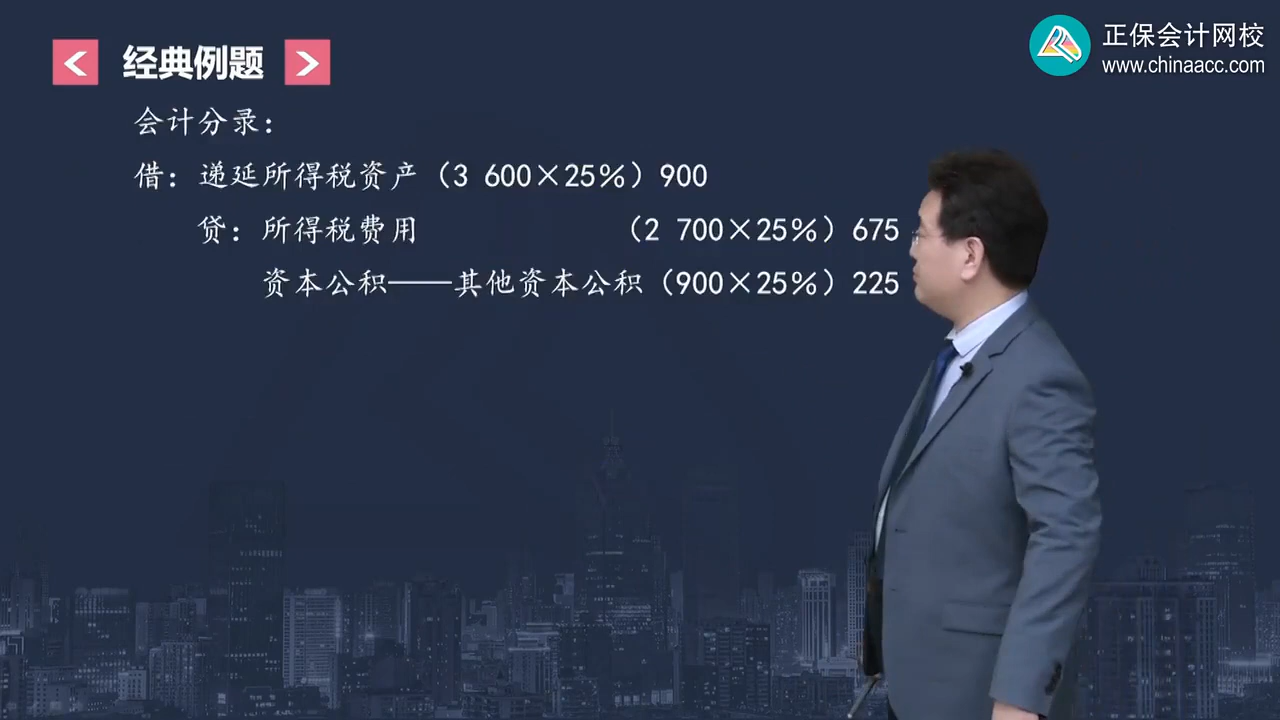 经典例题
正保会计网校
www.chinaacc.com
会计分录：
借：递延所得税资产（3 600×25%）900
贷：所得税费用（2 700×25%）675
资本公积——其他资本公积（900×25%）225